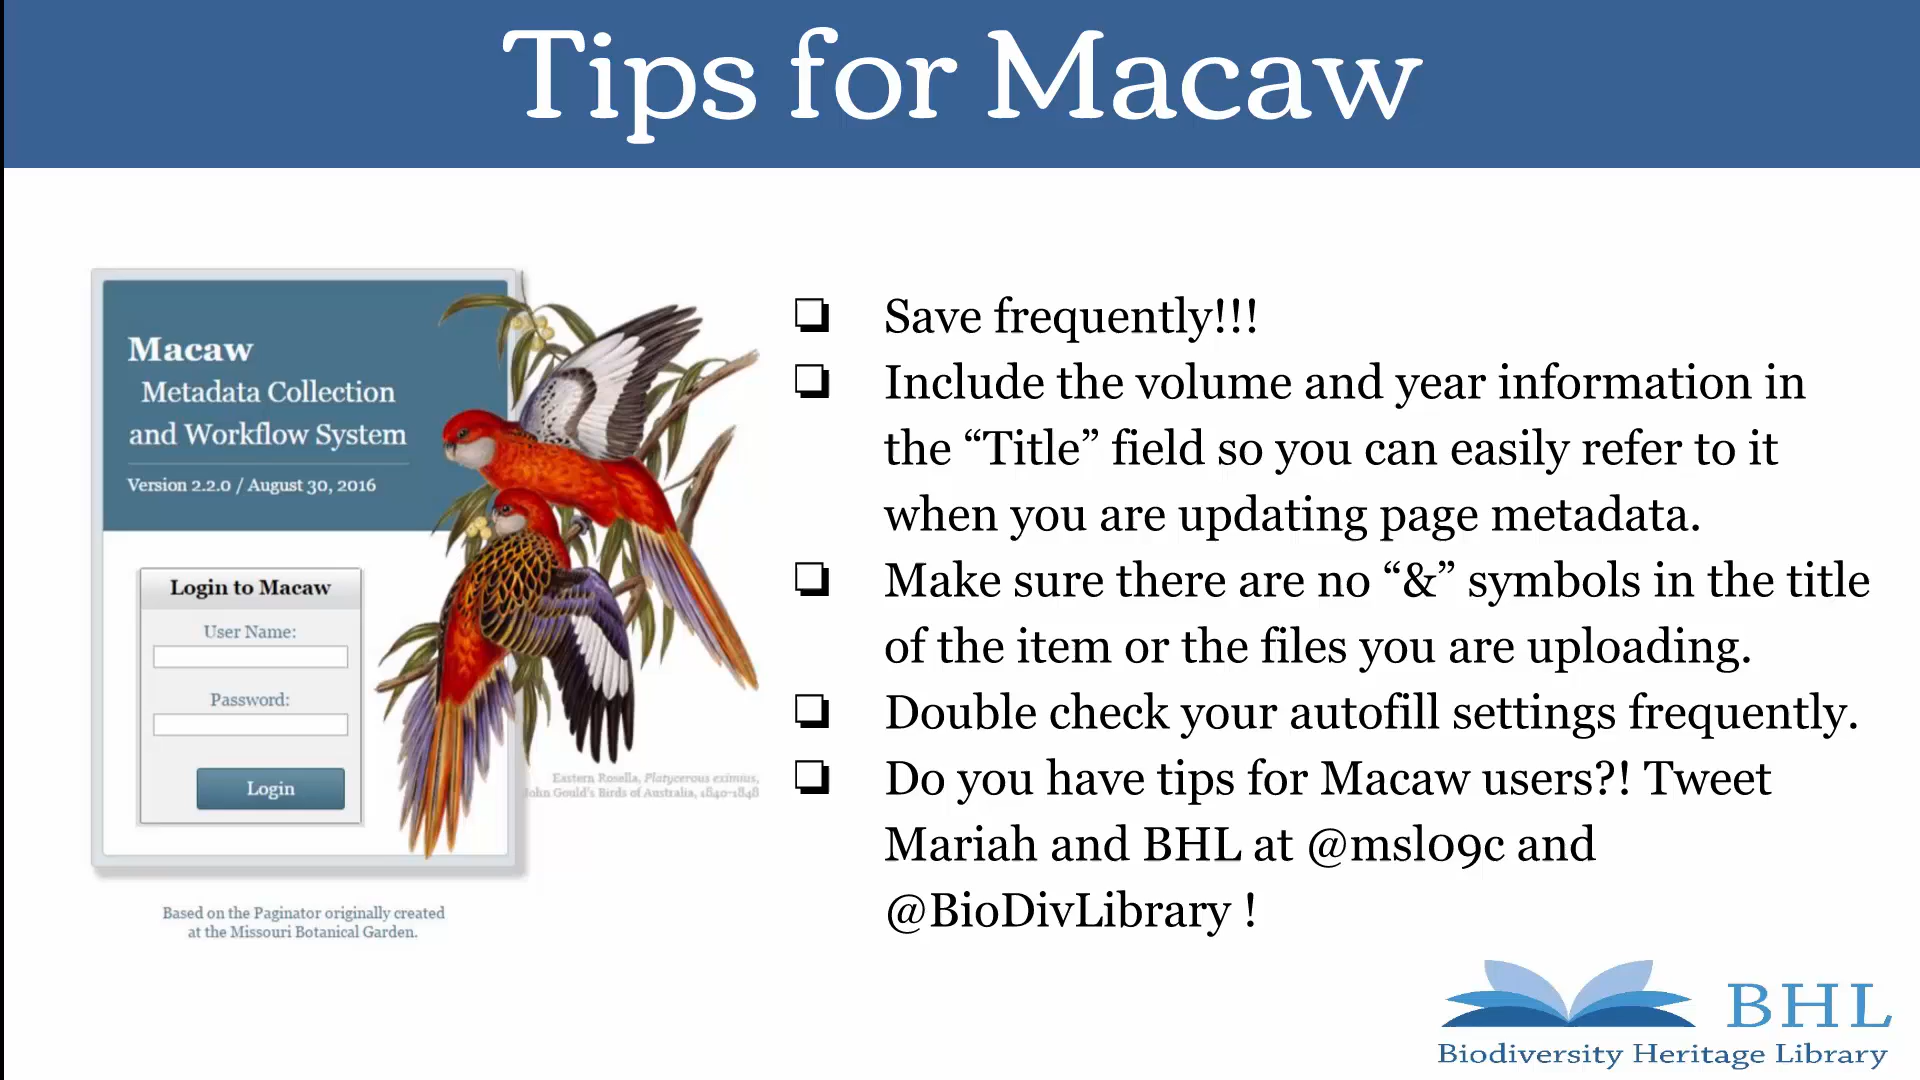 Tips for Macaw
Macaw
Metadata Collection
and Workflow System
Version 2.2.0 / August 30, 2016
Login to Macaw
User Name:
Password:
Login
Eastern Rosella, Platycerous eximius,
John Gould's Birds of Australia, 1840-1848
Based on the Paginator originally created
at the Missouri Botanical Garden.
❏ Save frequently!!!
❏ Include the volume and year information in
the “Title” field so you can easily refer to it
when you are updating page metadata.
❏ Make sure there are no “&” symbols in the title
of the item or the files you are uploading.
❏ Double check your autofill settings frequently.
❏ Do you have tips for Macaw users?! Tweet
Mariah and BHL at @msl09c and
@BioDivLibrary !
BHL
Biodiversity Heritage Library